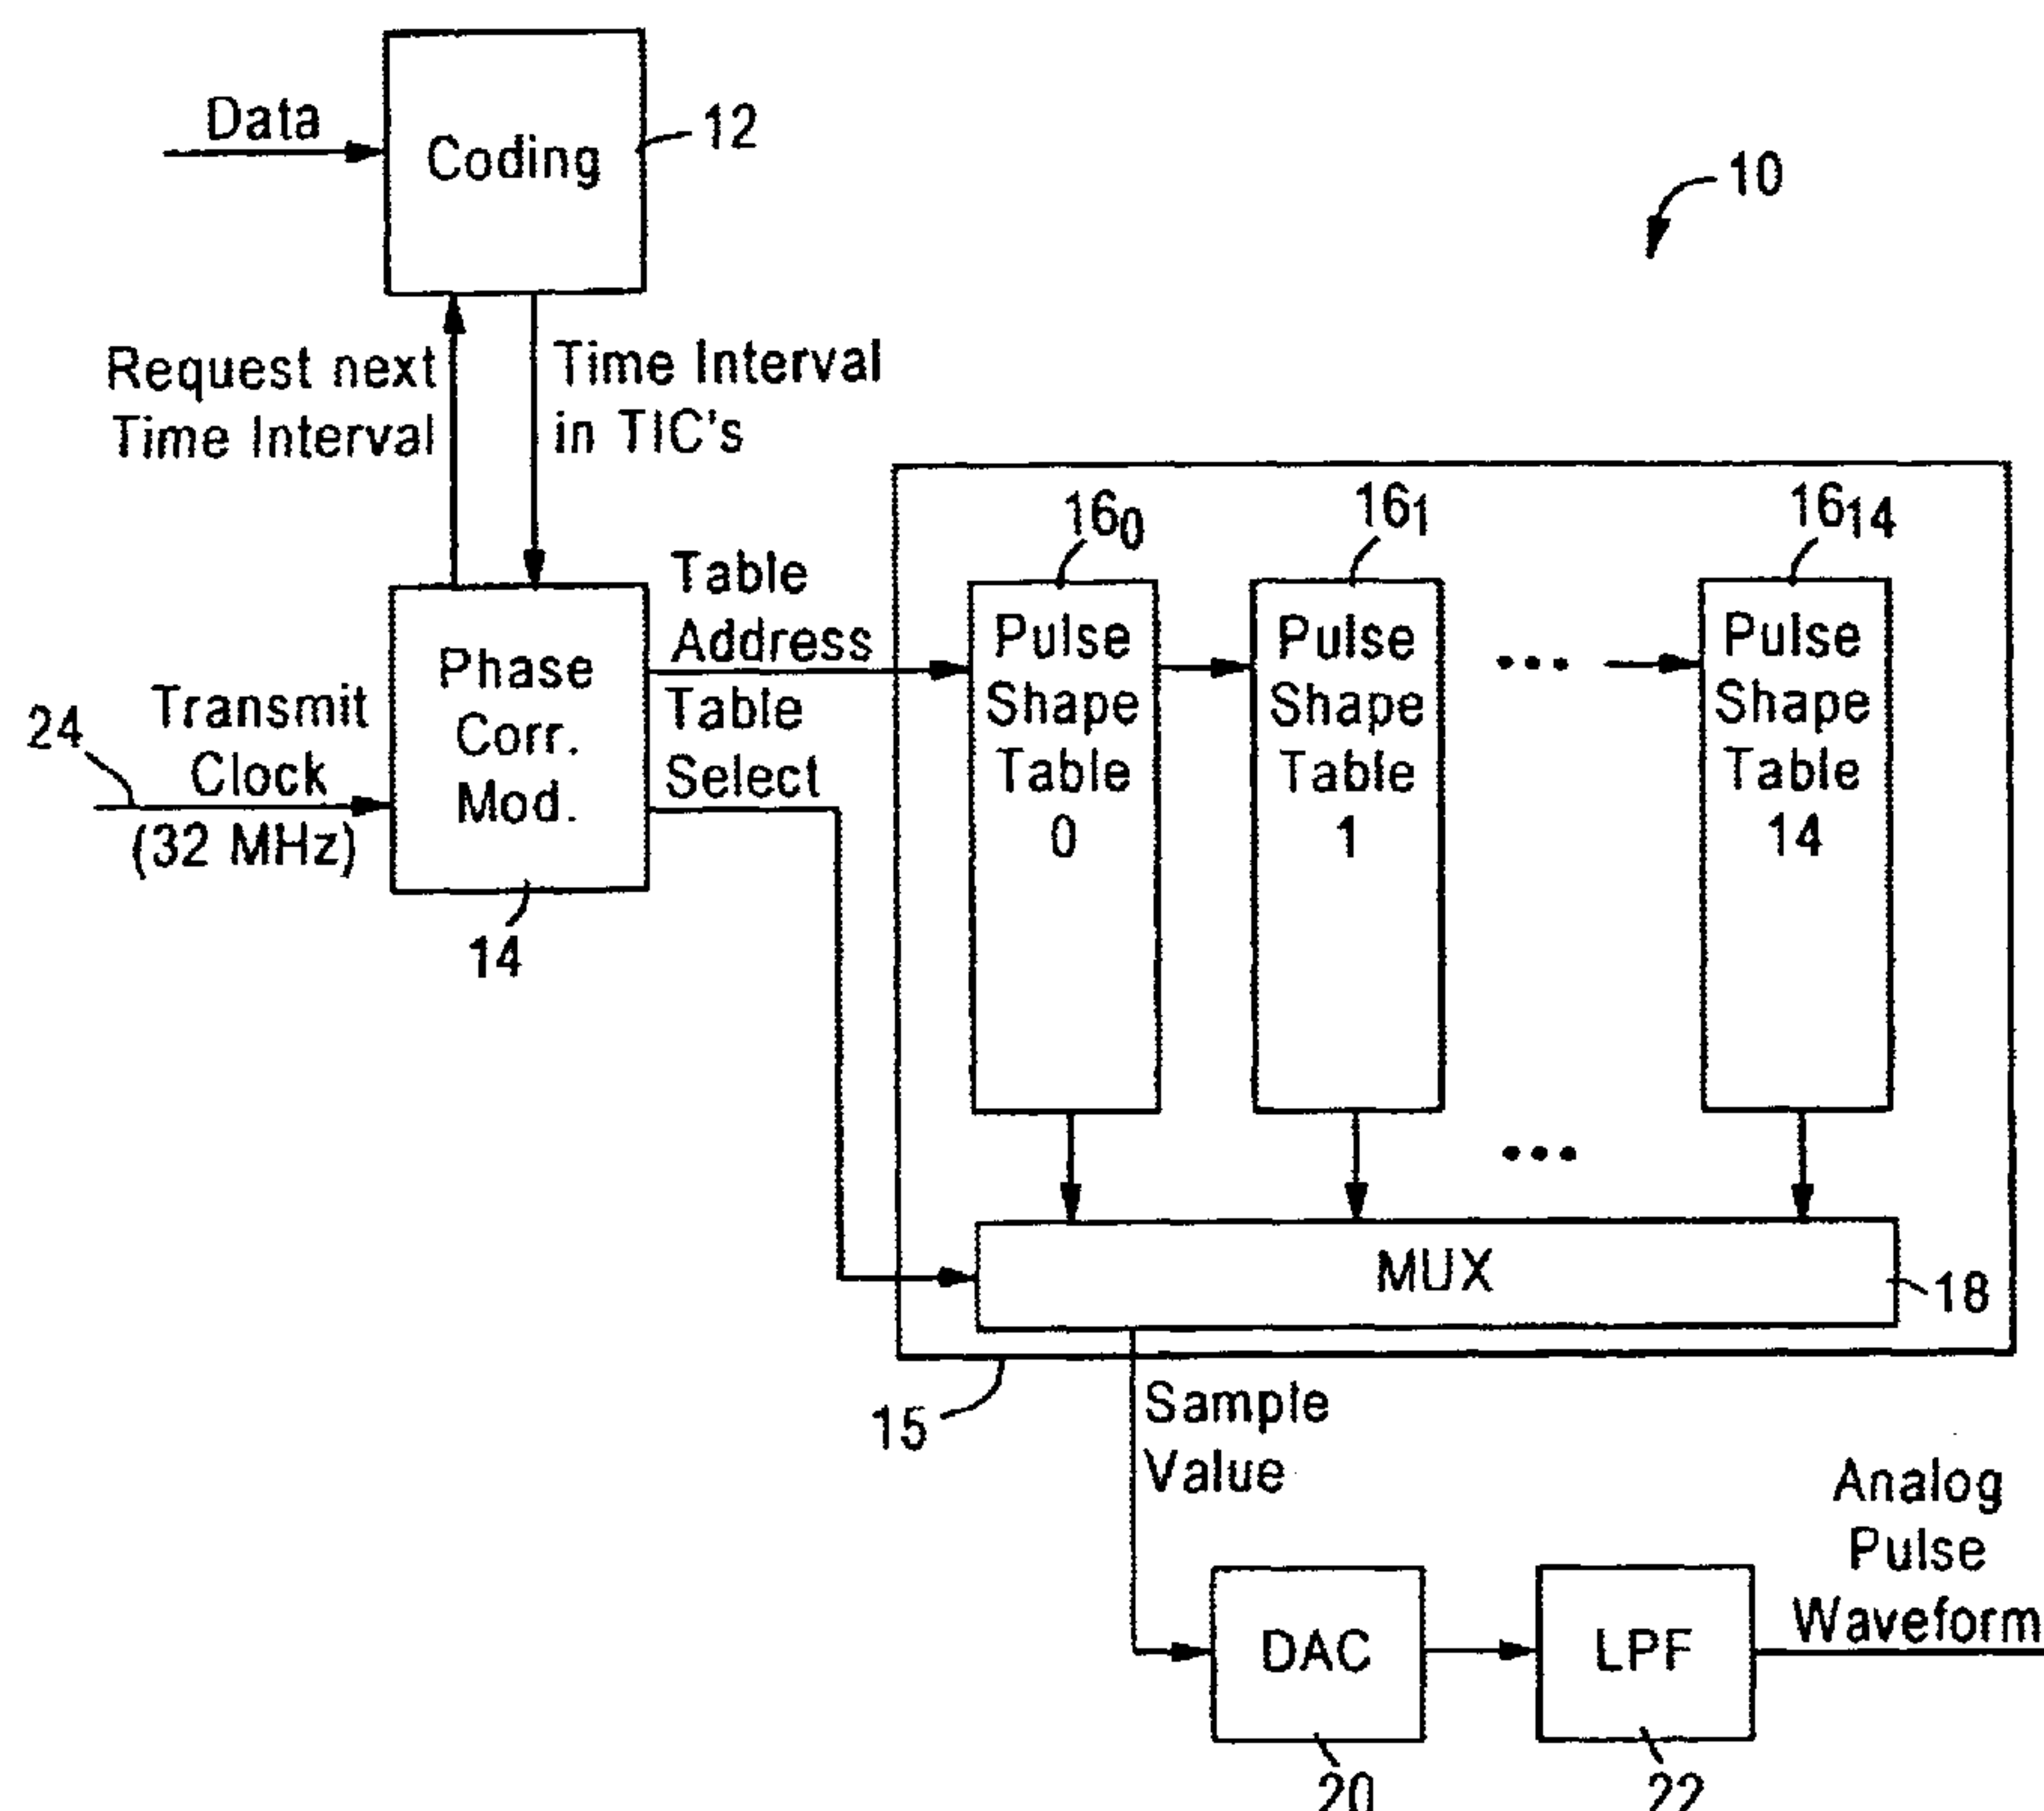 Data
Coding
12
10
Request next
Time Interval
Time Interval
in TIC's
24
Transmit
Clock
(32 MHz)
Phase
Corr.
Mod.
14
Table
Address
Table
Select
16₀
Pulse
Shape
Table
0
16₁
Pulse
Shape
Table
1
...
16₁₄
Pulse
Shape
Table
14
...
MUX
18
15
Sample
Value
DAC
20
LPF
22
Analog
Pulse
Waveform